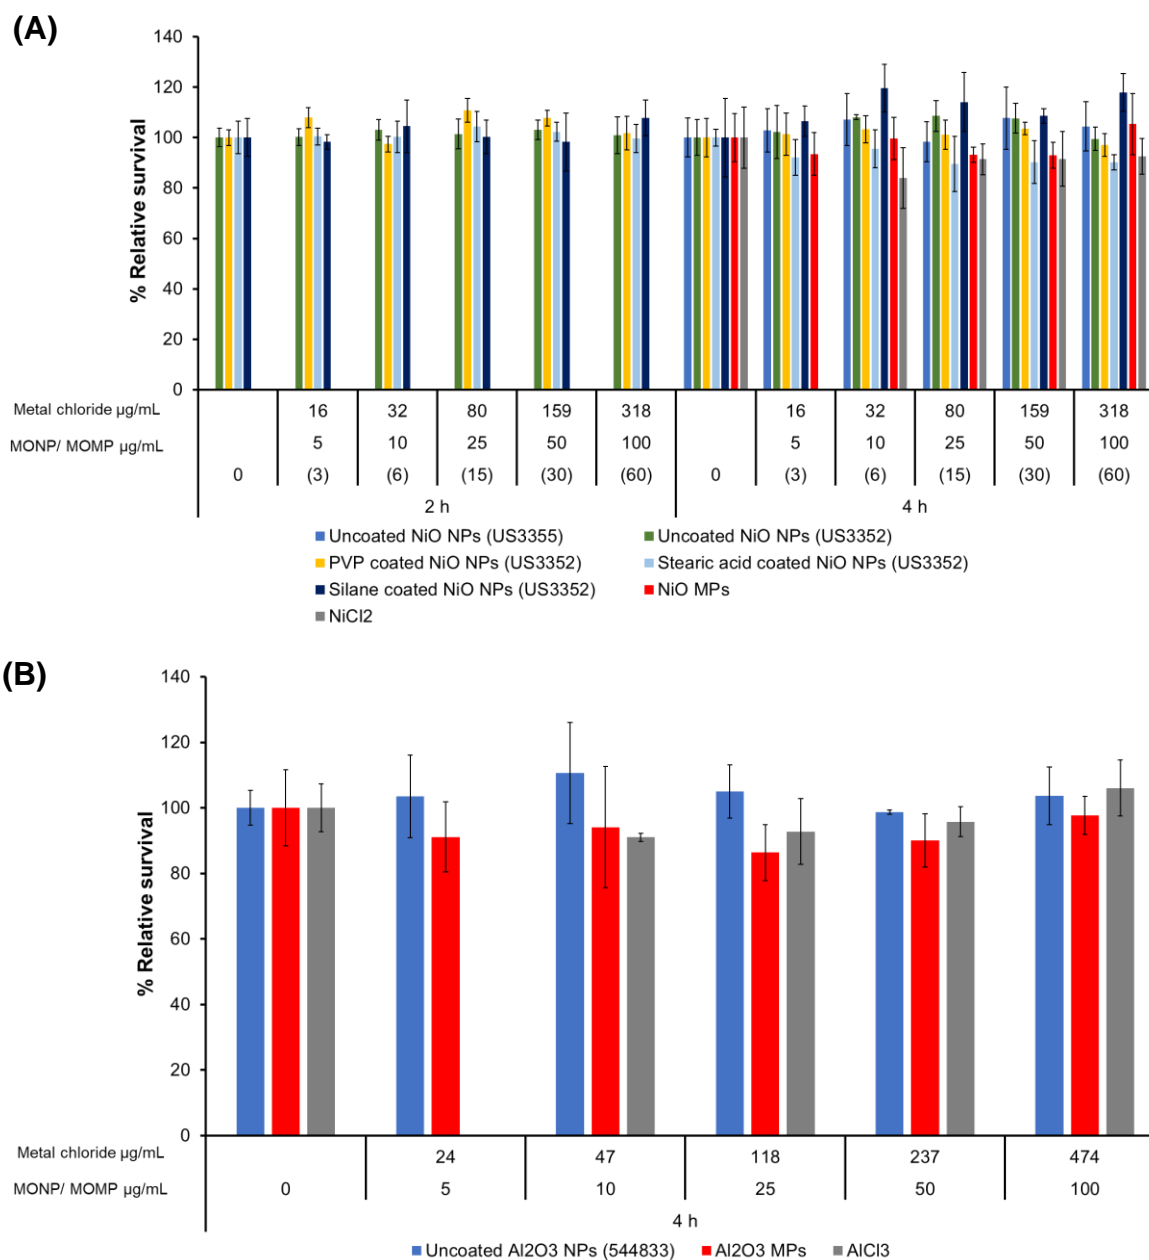 (A)
% Relative survival
140
120
100
80
60
40
20
0
Metal chloride µg/mL 16 32 80 159 318 16 32 80 159 318
MONP/ MOMP µg/mL 5 10 25 50 100 5 10 25 50 100
0 (3) (6) (15) (30) (60) 0 (3) (6) (15) (30) (60)
2 h 4 h
Uncoated NiO NPs (US3355) Uncoated NiO NPs (US3352)
PVP coated NiO NPs (US3352) Stearic acid coated NiO NPs (US3352)
Silane coated NiO NPs (US3352) NiO MPs
NiCl2
(B)
% Relative survival
140
120
100
80
60
40
20
0
Metal chloride µg/mL 24 47 118 237 474
MONP/ MOMP µg/mL 0 5 10 25 50 100
4 h
Uncoated Al2O3 NPs (544833) Al2O3 MPs AlCl3